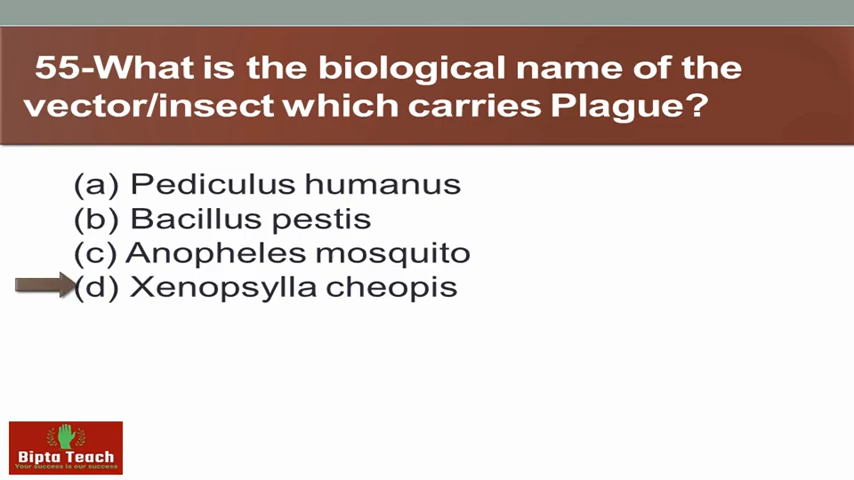 55-What is the biological name of the
vector/insect which carries Plague?
(a) Pediculus humanus
(b) Bacillus pestis
(c) Anopheles mosquito
(d) Xenopsylla cheopis
Bipta Teach
Your success is our success